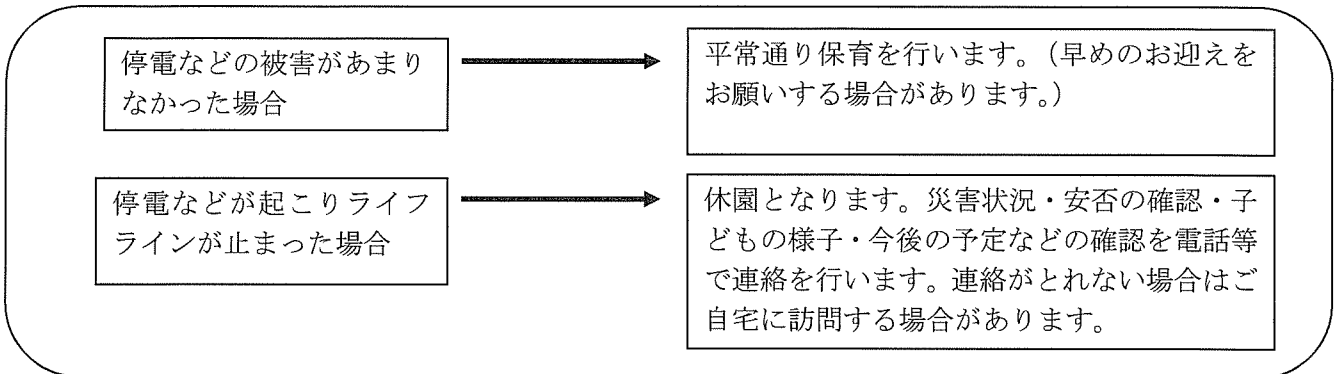 停電などの被害があまり
なかった場合
平常通り保育を行います。（早めのお迎えを
お願いする場合があります。）
停電などが起こりライフ
ラインが止まった場合
休園となります。災害状況・安否の確認・子
どもの様子・今後の予定などの確認を電話等
で連絡を行います。連絡がとれない場合はご
自宅に訪問する場合があります。